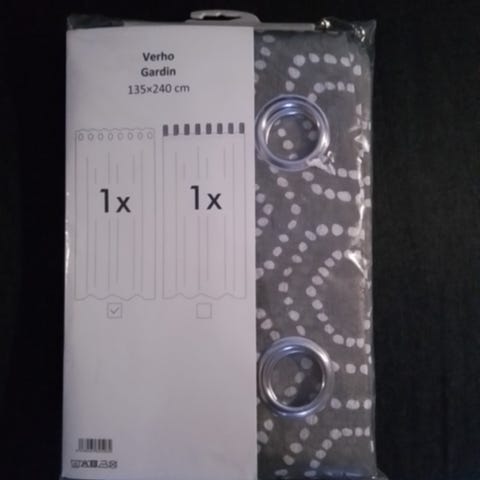 Verho
Gardin
135×240 cm
1x 1x